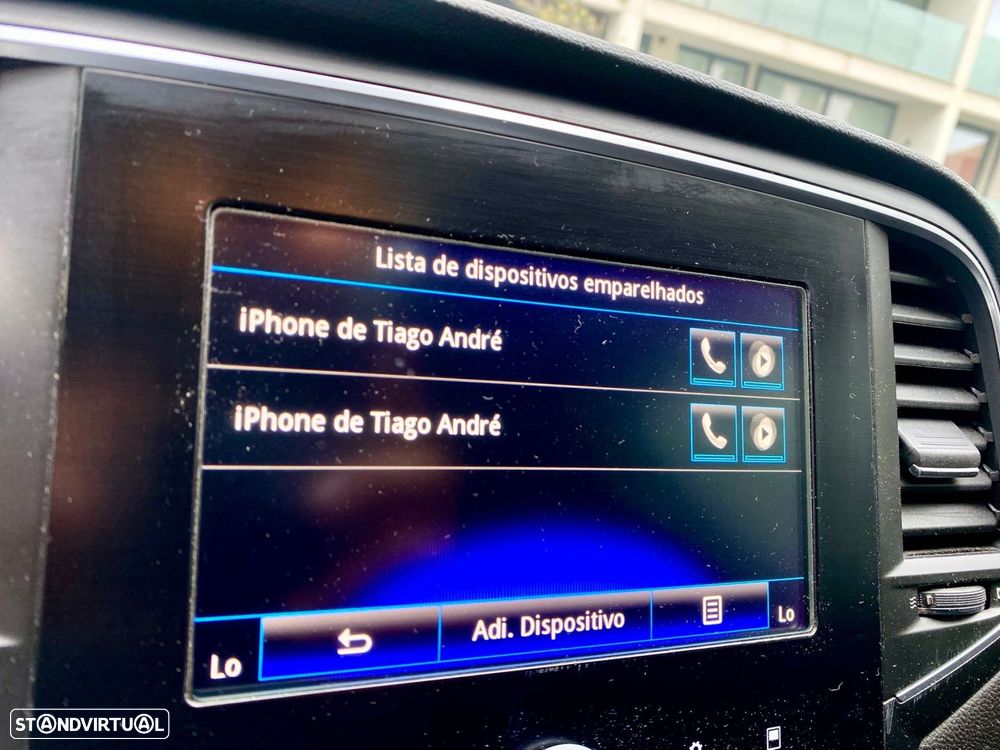 Lista de dispositivos emparelhados
iPhone de Tiago André
iPhone de Tiago André
Lo
Adi. Dispositivo
Lo
STANDVIRTUAL